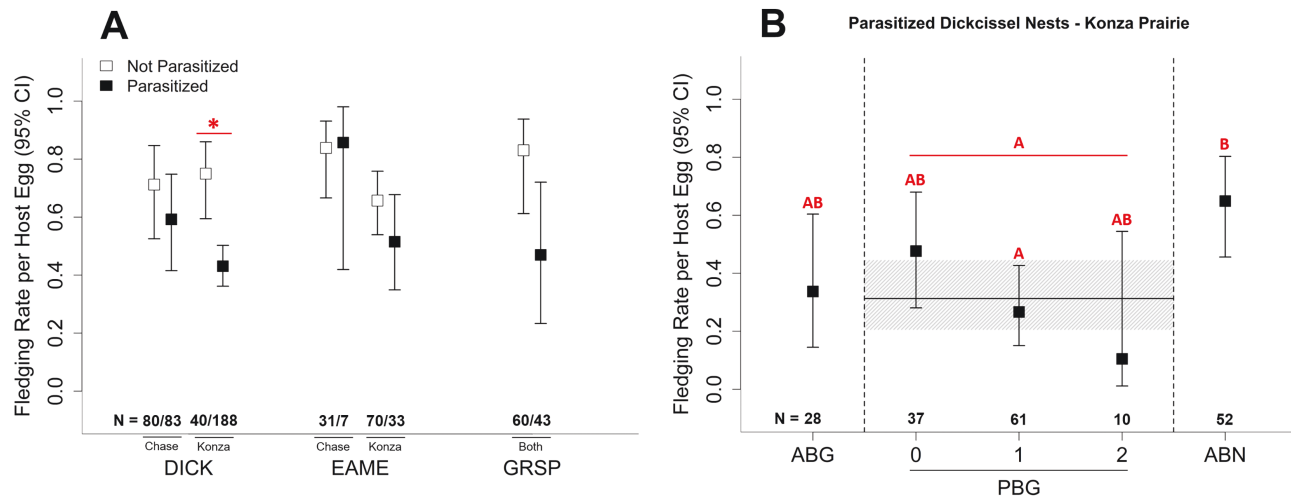 A
Not Parasitized
Parasitized
Fledging Rate per Host Egg (95% CI)
1.0
0.8
0.6
0.4
0.2
0.0
*
N = 80/83 40/188 31/7 70/33 60/43
Chase Konza Chase Konza Both
DICK EAME GRSP
B
Parasitized Dickcissel Nests - Konza Prairie
Fledging Rate per Host Egg (95% CI)
1.0
0.8
0.6
0.4
0.2
0.0
A
B
AB
AB
AB
A
N = 28 37 61 10 52
ABG 0 1 2 ABN
PBG